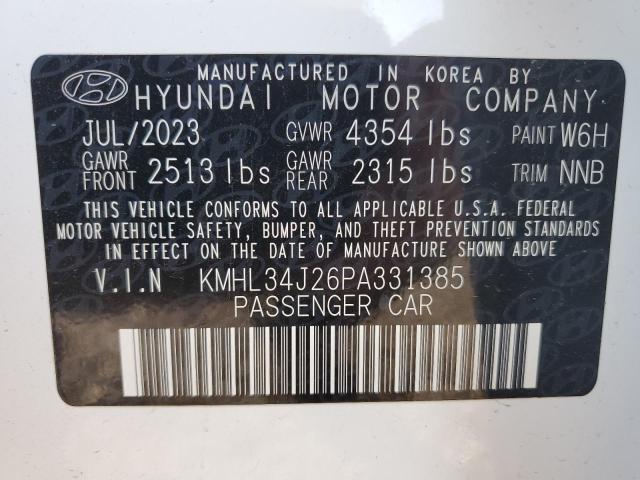 MANUFACTURED IN KOREA BY
HYUNDAI MOTOR COMPANY
JUL/2023 GVWR 4354 lbs PAINT W6H
GAWR FRONT 2513 lbs GAWR REAR 2315 lbs TRIM NNB
THIS VEHICLE CONFORMS TO ALL APPLICABLE U.S.A. FEDERAL
MOTOR VEHICLE SAFETY, BUMPER, AND THEFT PREVENTION STANDARDS
IN EFFECT ON THE DATE OF MANUFACTURE SHOWN ABOVE.
V.I.N KMHL34J26PA331385
PASSENGER CAR